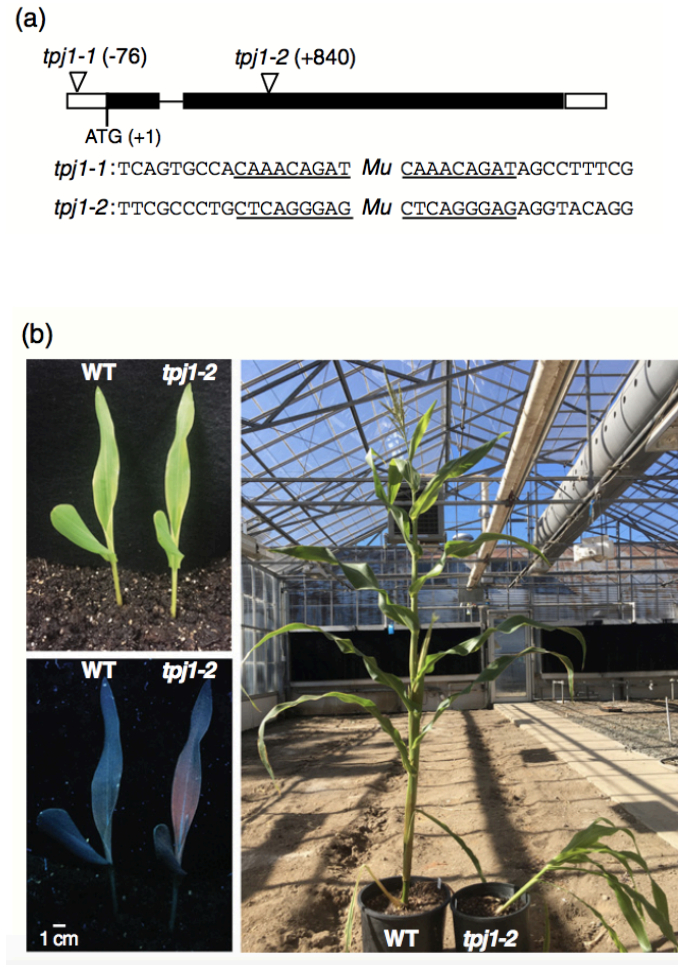 (a)
tpj1-1 (-76)
tpj1-2 (+840)
ATG (+1)
tpj1-1:TCAGTGCCACAAACAGAT Mu CAAACAGATAGCCTTTCG
tpj1-2:TTCGCCCTGCTCAGGGAG Mu CTCAGGGAGAGGTACAGG
(b)
WT tpj1-2
WT tpj1-2
1 cm
WT tpj1-2